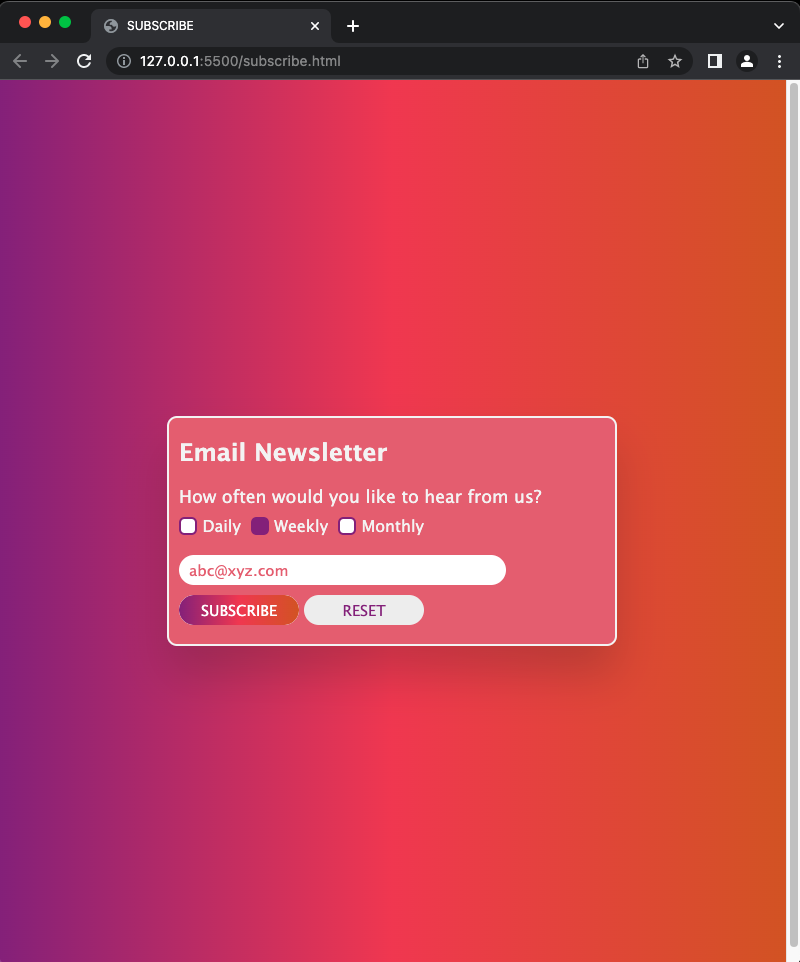 SUBSCRIBE
127.0.0.1:5500/subscribe.html
Email Newsletter
How often would you like to hear from us?
Daily Weekly Monthly
abc@xyz.com
SUBSCRIBE RESET